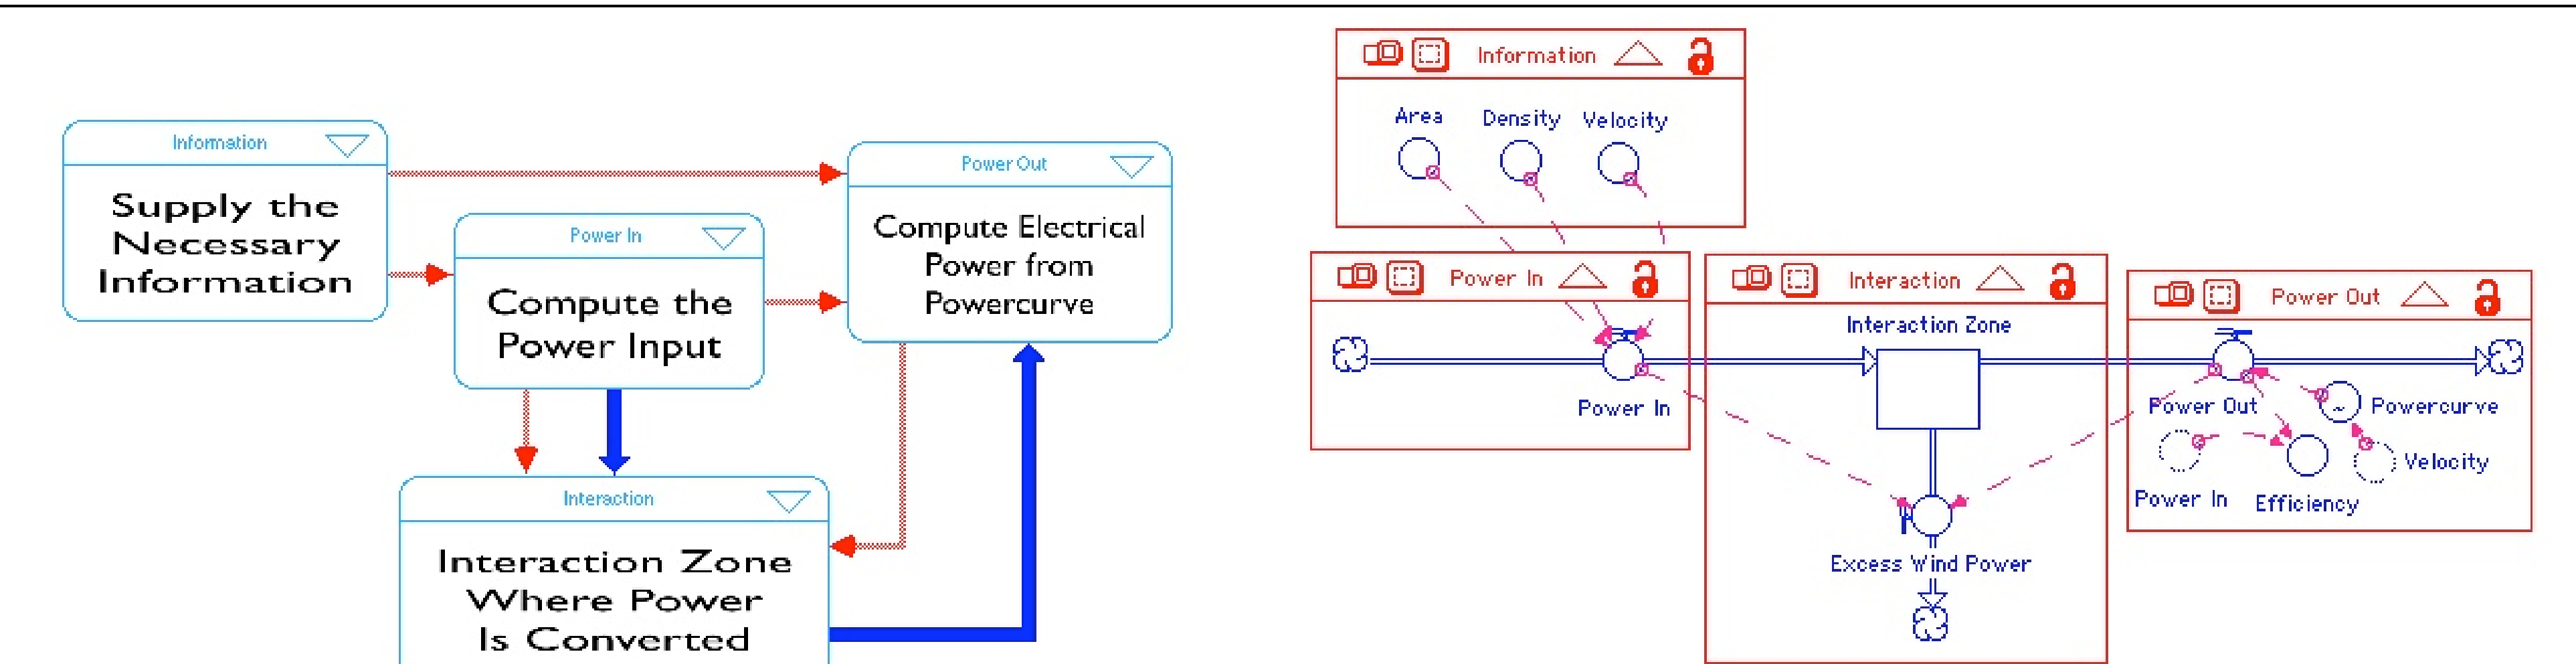 Information
Supply the
Necessary
Information
Power In
Compute the
Power Input
Power Out
Compute Electrical
Power from
Powercurve
Interaction
Interaction Zone
Where Power
Is Converted
Information
Area
Density
Velocity
Power In
Power In
Interaction
Interaction Zone
Excess Wind Power
Power Out
Power Out
Powercurve
Velocity
Power In
Efficiency